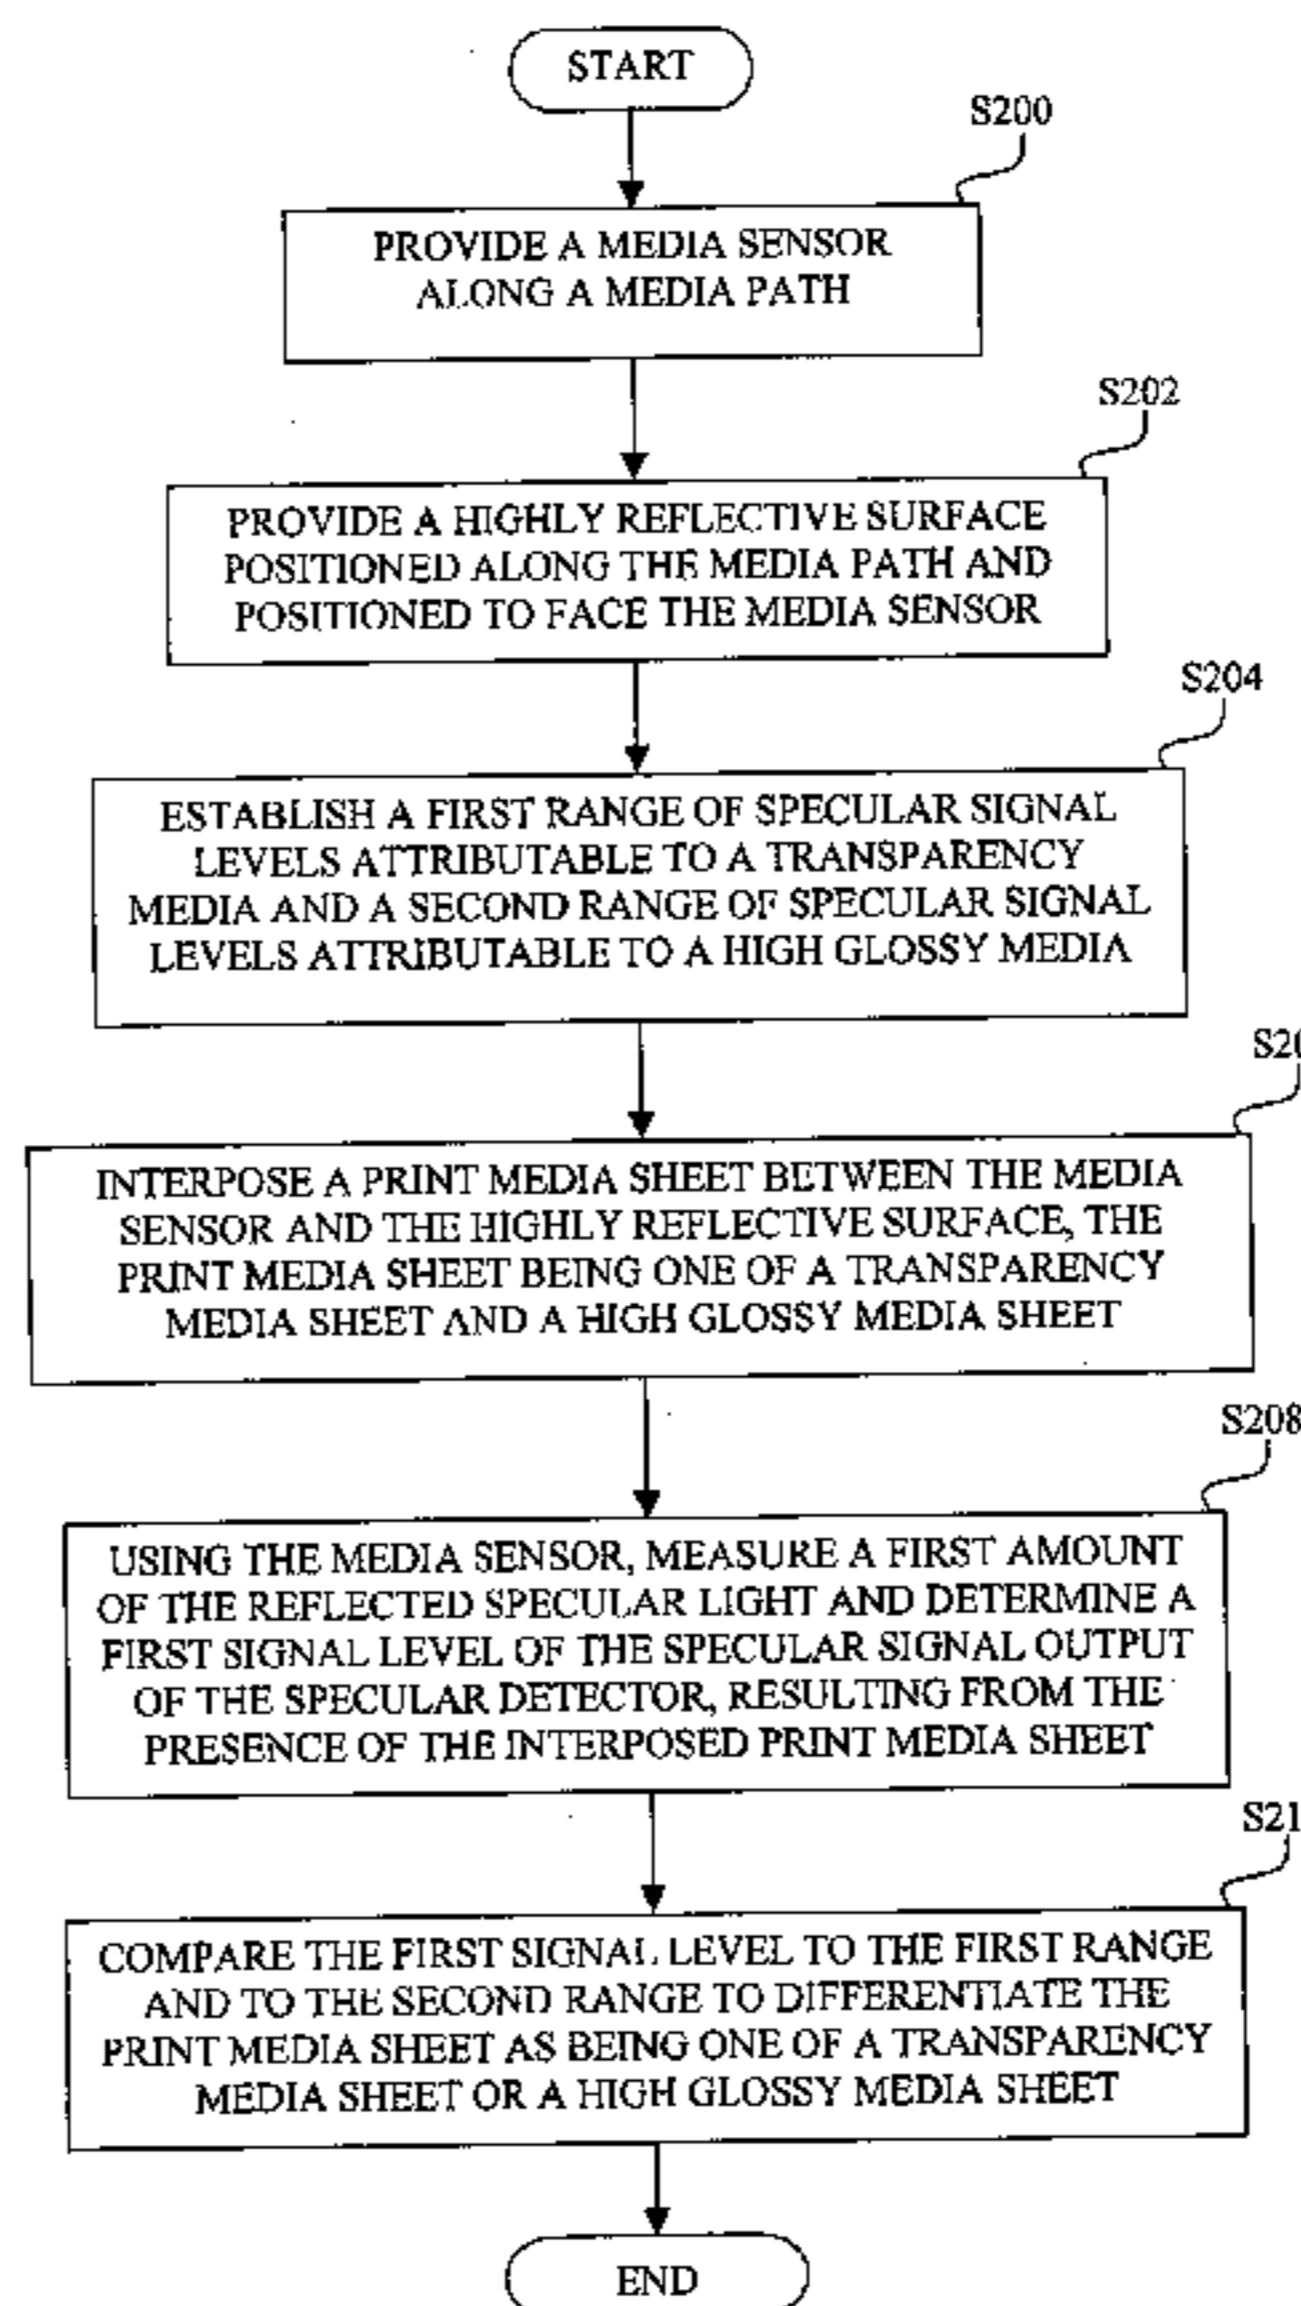 START
S200
PROVIDE A MEDIA SENSOR
ALONG A MEDIA PATH
S202
PROVIDE A HIGHLY REFLECTIVE SURFACE
POSITIONED ALONG THE MEDIA PATH AND
POSITIONED TO FACE THE MEDIA SENSOR
S204
ESTABLISH A FIRST RANGE OF SPECULAR SIGNAL
LEVELS ATTRIBUTABLE TO A TRANSPARENCY
MEDIA AND A SECOND RANGE OF SPECULAR SIGNAL
LEVELS ATTRIBUTABLE TO A HIGH GLOSSY MEDIA
INTERPOSE A PRINT MEDIA SHEET BETWEEN THE MEDIA
SENSOR AND THE HIGHLY REFLECTIVE SURFACE, THE
PRINT MEDIA SHEET BEING ONE OF A TRANSPARENCY
MEDIA SHEET AND A HIGH GLOSSY MEDIA SHEET
S208
USING THE MEDIA SENSOR, MEASURE A FIRST AMOUNT
OF THE REFLECTED SPECULAR LIGHT AND DETERMINE A
FIRST SIGNAL LEVEL OF THE SPECULAR SIGNAL OUTPUT
OF THE SPECULAR DETECTOR, RESULTING FROM THE
PRESENCE OF THE INTERPOSED PRINT MEDIA SHEET
S21
COMPARE THE FIRST SIGNAL LEVEL TO THE FIRST RANGE
AND TO THE SECOND RANGE TO DIFFERENTIATE THE
PRINT MEDIA SHEET AS BEING ONE OF A TRANSPARENCY
MEDIA SHEET OR A HIGH GLOSSY MEDIA SHEET
END